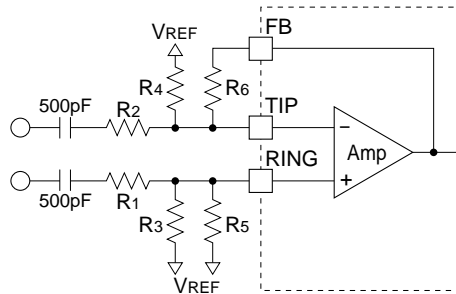 VREF
FB
R4
R6
500pF
R2
TIP
−
Amp
RING
+
500pF
R1
R3
R5
VREF